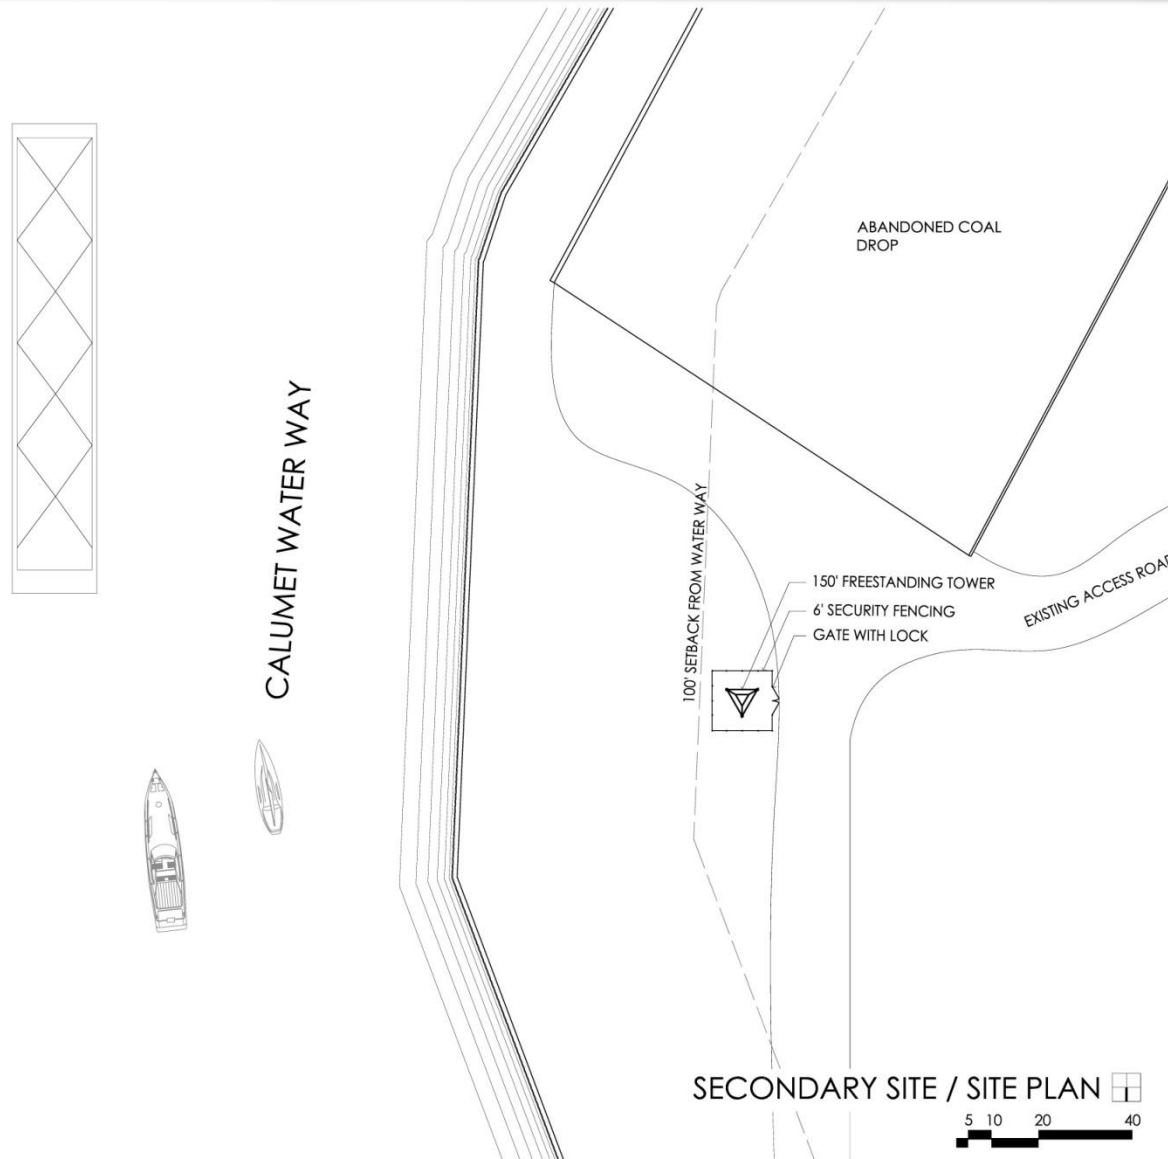 ABANDONED COAL
DROP
CALUMET WATER WAY
100' SETBACK FROM WATER WAY
150' FREESTANDING TOWER
6' SECURITY FENCING
GATE WITH LOCK
EXISTING ACCESS ROAD
SECONDARY SITE / SITE PLAN
5 10 20 40